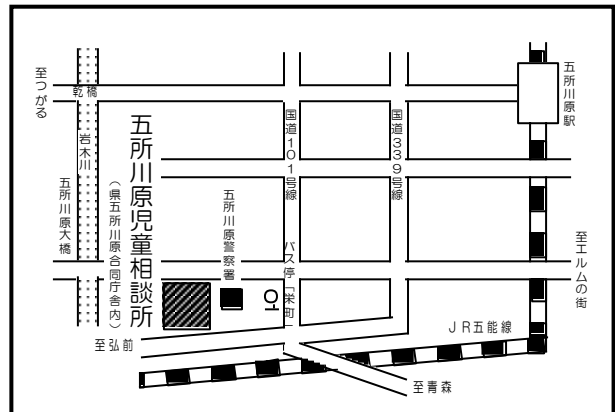 至つがる
乾橋
岩木川
五所川原大橋
五所川原児童相談所
(県五所川原合同庁舎内)
五所川原警察署
国道101号線
バス停「栄町」
国道339号線
五所川原駅
至エルムの街
JR五能線
至弘前
至青森